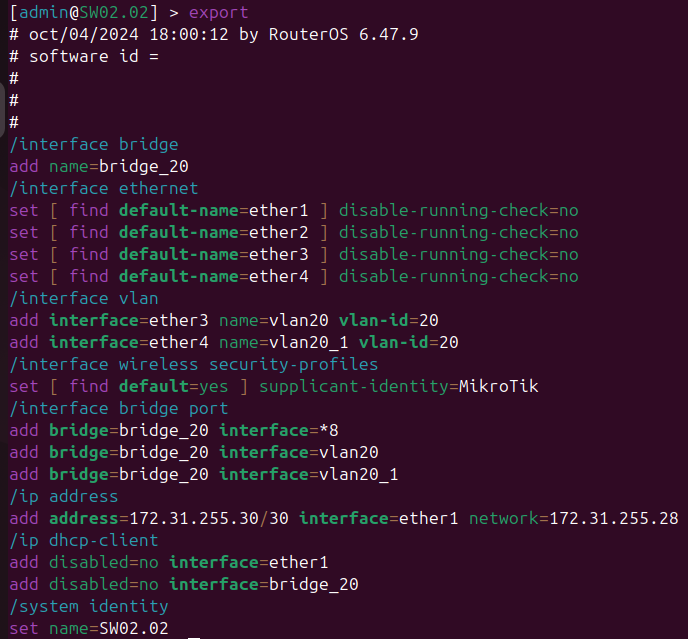 [admin@SW02.02] > export
# oct/04/2024 18:00:12 by RouterOS 6.47.9
# software id =
#
#
#
/interface bridge
add name=bridge_20
/interface ethernet
set [ find default-name=ether1 ] disable-running-check=no
set [ find default-name=ether2 ] disable-running-check=no
set [ find default-name=ether3 ] disable-running-check=no
set [ find default-name=ether4 ] disable-running-check=no
/interface vlan
add interface=ether3 name=vlan20 vlan-id=20
add interface=ether4 name=vlan20_1 vlan-id=20
/interface wireless security-profiles
set [ find default=yes ] supplicant-identity=MikroTik
/interface bridge port
add bridge=bridge_20 interface=*8
add bridge=bridge_20 interface=vlan20
add bridge=bridge_20 interface=vlan20_1
/ip address
add address=172.31.255.30/30 interface=ether1 network=172.31.255.28
/ip dhcp-client
add disabled=no interface=ether1
add disabled=no interface=bridge_20
/system identity
set name=SW02.02